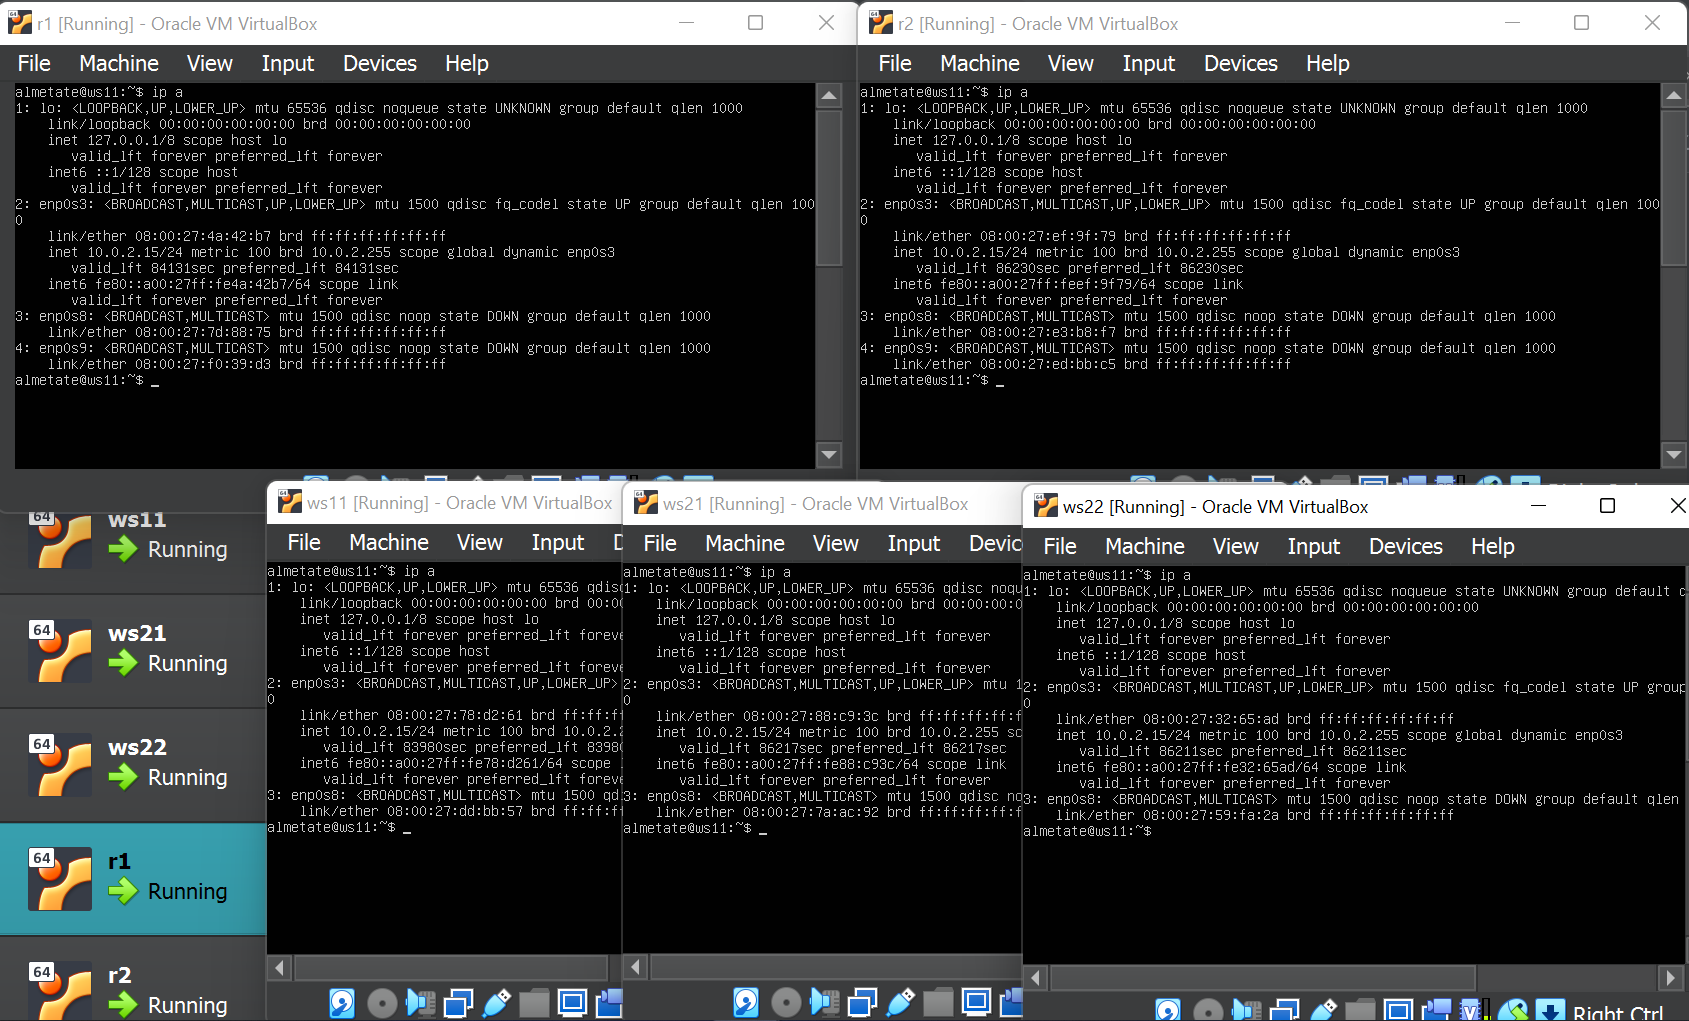 r1 [Running] - Oracle VM VirtualBox
File Machine View Input Devices Help
almetate@ws11:~$ ip a
1: lo: <LOOPBACK,UP,LOWER_UP> mtu 65536 qdisc noqueue state UNKNOWN group default qlen 1000
link/loopback 00:00:00:00:00:00 brd 00:00:00:00:00:00
inet 127.0.0.1/8 scope host lo
valid_lft forever preferred_lft forever
inet6 ::1/128 scope host
valid_lft forever preferred_lft forever
2: enp0s3: <BROADCAST,MULTICAST,UP,LOWER_UP> mtu 1500 qdisc fq_codel state UP group default qlen 100
0
link/ether 08:00:27:4a:42:b7 brd ff:ff:ff:ff:ff:ff
inet 10.0.2.15/24 metric 100 brd 10.0.2.255 scope global dynamic enp0s3
valid_lft 84131sec preferred_lft 84131sec
inet6 fe80::a00:27ff:fe4a:42b7/64 scope link
valid_lft forever preferred_lft forever
3: enp0s8: <BROADCAST,MULTICAST> mtu 1500 qdisc noop state DOWN group default qlen 1000
link/ether 08:00:27:7d:88:75 brd ff:ff:ff:ff:ff:ff
4: enp0s9: <BROADCAST,MULTICAST> mtu 1500 qdisc noop state DOWN group default qlen 1000
link/ether 08:00:27:f0:39:d3 brd ff:ff:ff:ff:ff:ff
almetate@ws11:~$ _
r2 [Running] - Oracle VM VirtualBox
File Machine View Input Devices Help
almetate@ws11:~$ ip a
1: lo: <LOOPBACK,UP,LOWER_UP> mtu 65536 qdisc noqueue state UNKNOWN group default qlen 1000
link/loopback 00:00:00:00:00:00 brd 00:00:00:00:00:00
inet 127.0.0.1/8 scope host lo
valid_lft forever preferred_lft forever
inet6 ::1/128 scope host
valid_lft forever preferred_lft forever
2: enp0s3: <BROADCAST,MULTICAST,UP,LOWER_UP> mtu 1500 qdisc fq_codel state UP group default qlen 100
0
link/ether 08:00:27:ef:9f:79 brd ff:ff:ff:ff:ff:ff
inet 10.0.2.15/24 metric 100 brd 10.0.2.255 scope global dynamic enp0s3
valid_lft 86230sec preferred_lft 86230sec
inet6 fe80::a00:27ff:feef:9f79/64 scope link
valid_lft forever preferred_lft forever
3: enp0s8: <BROADCAST,MULTICAST> mtu 1500 qdisc noop state DOWN group default qlen 1000
link/ether 08:00:27:e3:b8:f7 brd ff:ff:ff:ff:ff:ff
4: enp0s9: <BROADCAST,MULTICAST> mtu 1500 qdisc noop state DOWN group default qlen 1000
link/ether 08:00:27:ed:bb:c5 brd ff:ff:ff:ff:ff:ff
almetate@ws11:~$ _
64 ws11
Running
64 ws21
Running
64 ws22
Running
64 r1
Running
64 r2
Running
ws11 [Running] - Oracle VM VirtualBox
File Machine View Input D
almetate@ws11:~$ ip a
1: lo: <LOOPBACK,UP,LOWER_UP> mtu 65536 qdis
link/loopback 00:00:00:00:00:00 brd 00:0
inet 127.0.0.1/8 scope host lo
valid_lft forever preferred_lft foreve
inet6 ::1/128 scope host
valid_lft forever preferred_lft foreve
2: enp0s3: <BROADCAST,MULTICAST,UP,LOWER_UP>
0
link/ether 08:00:27:78:d2:61 brd ff:ff:ff
inet 10.0.2.15/24 metric 100 brd 10.0.2.
valid_lft 83980sec preferred_lft 83980
inet6 fe80::a00:27ff:fe78:d261/64 scope
valid_lft forever preferred_lft foreve
3: enp0s8: <BROADCAST,MULTICAST> mtu 1500 qd
link/ether 08:00:27:dd:bb:57 brd ff:ff:ff
almetate@ws11:~$ _
ws21 [Running] - Oracle VM VirtualBox
File Machine View Input Devic
almetate@ws11:~$ ip a
1: lo: <LOOPBACK,UP,LOWER_UP> mtu 65536 qdisc noqu
link/loopback 00:00:00:00:00:00 brd 00:00:00:0
inet 127.0.0.1/8 scope host lo
valid_lft forever preferred_lft forever
inet6 ::1/128 scope host
valid_lft forever preferred_lft forever
2: enp0s3: <BROADCAST,MULTICAST,UP,LOWER_UP> mtu 1
0
link/ether 08:00:27:88:c9:3c brd ff:ff:ff:ff:f
inet 10.0.2.15/24 metric 100 brd 10.0.2.255 sc
valid_lft 86217sec preferred_lft 86217sec
inet6 fe80::a00:27ff:fe88:c93c/64 scope link
valid_lft forever preferred_lft forever
3: enp0s8: <BROADCAST,MULTICAST> mtu 1500 qdisc no
link/ether 08:00:27:7a:ac:92 brd ff:ff:ff:ff:f
almetate@ws11:~$ _
ws22 [Running] - Oracle VM VirtualBox
File Machine View Input Devices Help
almetate@ws11:~$ ip a
1: lo: <LOOPBACK,UP,LOWER_UP> mtu 65536 qdisc noqueue state UNKNOWN group default
link/loopback 00:00:00:00:00:00 brd 00:00:00:00:00:00
inet 127.0.0.1/8 scope host lo
valid_lft forever preferred_lft forever
inet6 ::1/128 scope host
valid_lft forever preferred_lft forever
2: enp0s3: <BROADCAST,MULTICAST,UP,LOWER_UP> mtu 1500 qdisc fq_codel state UP group
0
link/ether 08:00:27:32:65:ad brd ff:ff:ff:ff:ff:ff
inet 10.0.2.15/24 metric 100 brd 10.0.2.255 scope global dynamic enp0s3
valid_lft 86211sec preferred_lft 86211sec
inet6 fe80::a00:27ff:fe32:65ad/64 scope link
valid_lft forever preferred_lft forever
3: enp0s8: <BROADCAST,MULTICAST> mtu 1500 qdisc noop state DOWN group default qlen
link/ether 08:00:27:59:fa:2a brd ff:ff:ff:ff:ff:ff
almetate@ws11:~$
Right Ctrl